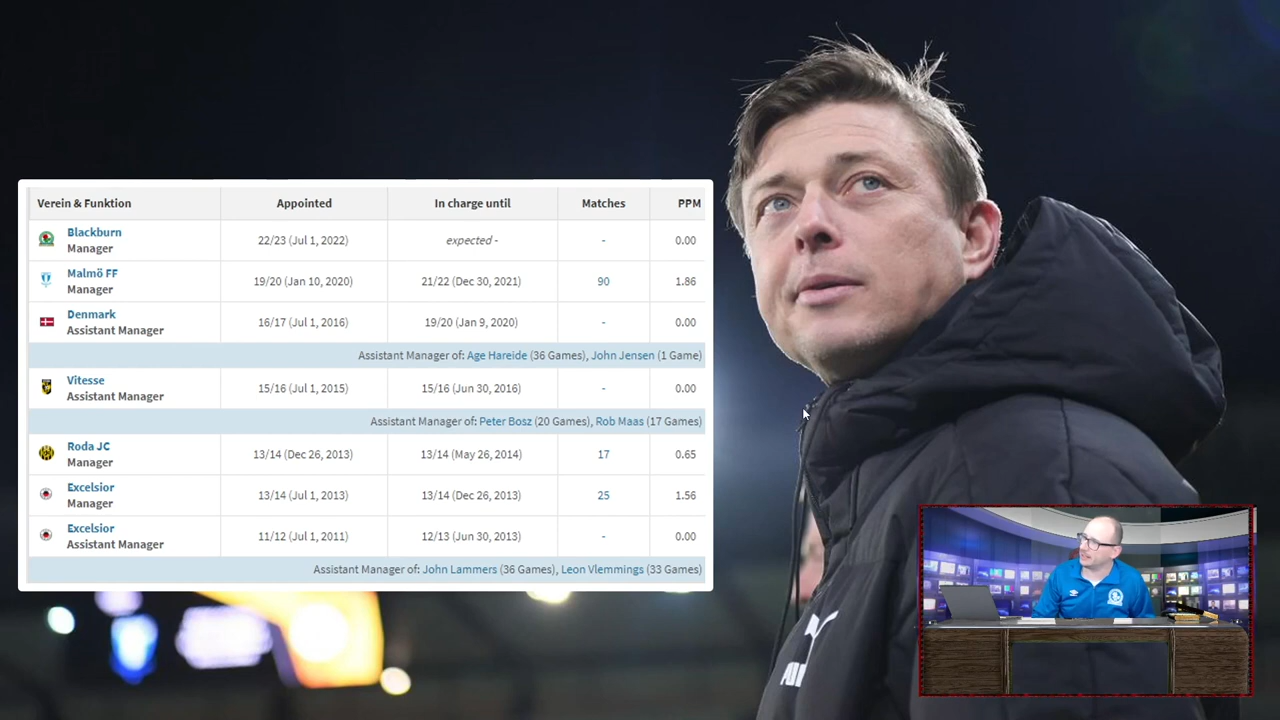 Verein & Funktion Appointed In charge until Matches PPM
Blackburn
Manager 22/23 (Jul 1, 2022) expected - - 0.00
Malmö FF
Manager 19/20 (Jan 10, 2020) 21/22 (Dec 30, 2021) 90 1.86
Denmark
Assistant Manager 16/17 (Jul 1, 2016) 19/20 (Jan 9, 2020) - 0.00
Assistant Manager of: Age Hareide (36 Games), John Jensen (1 Game)
Vitesse
Assistant Manager 15/16 (Jul 1, 2015) 15/16 (Jun 30, 2016) - 0.00
Assistant Manager of: Peter Bosz (20 Games), Rob Maas (17 Games)
Roda JC
Manager 13/14 (Dec 26, 2013) 13/14 (May 26, 2014) 17 0.65
Excelsior
Manager 13/14 (Jul 1, 2013) 13/14 (Dec 26, 2013) 25 1.56
Excelsior
Assistant Manager 11/12 (Jul 1, 2011) 12/13 (Jun 30, 2013) - 0.00
Assistant Manager of: John Lammers (36 Games), Leon Vlemmings (33 Games)